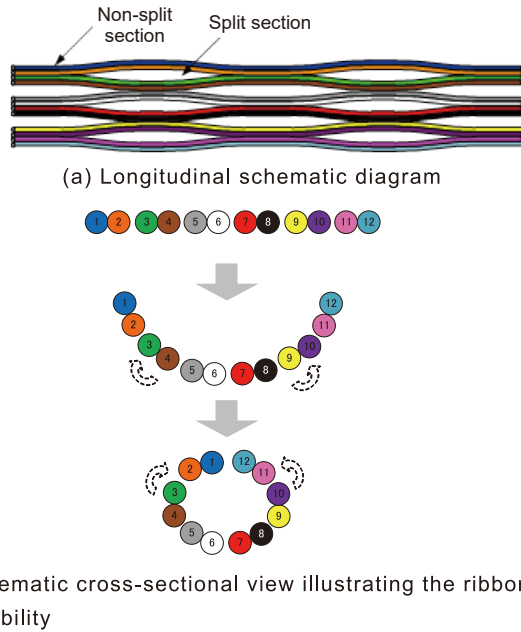 Non-split
section
Split section
(a) Longitudinal schematic diagram
1 2 3 4 5 6 7 8 9 10 11 12
1 12
2 11
3 10
4 9
5 6 7 8
2 1 12 11
3 10
4 9
5 8
6 7
ematic cross-sectional view illustrating the ribbon
bility